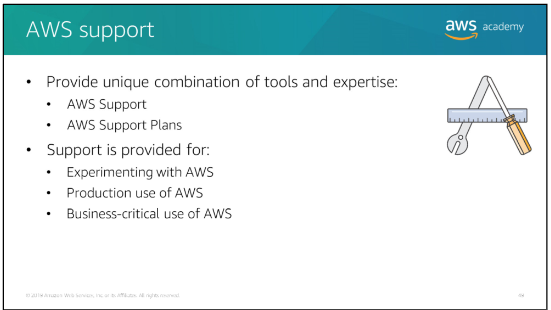 AWS support
aws academy
• Provide unique combination of tools and expertise:
• AWS Support
• AWS Support Plans
• Support is provided for:
• Experimenting with AWS
• Production use of AWS
• Business-critical use of AWS
© 2019 Amazon Web Services, Inc. or its Affiliates. All rights reserved.